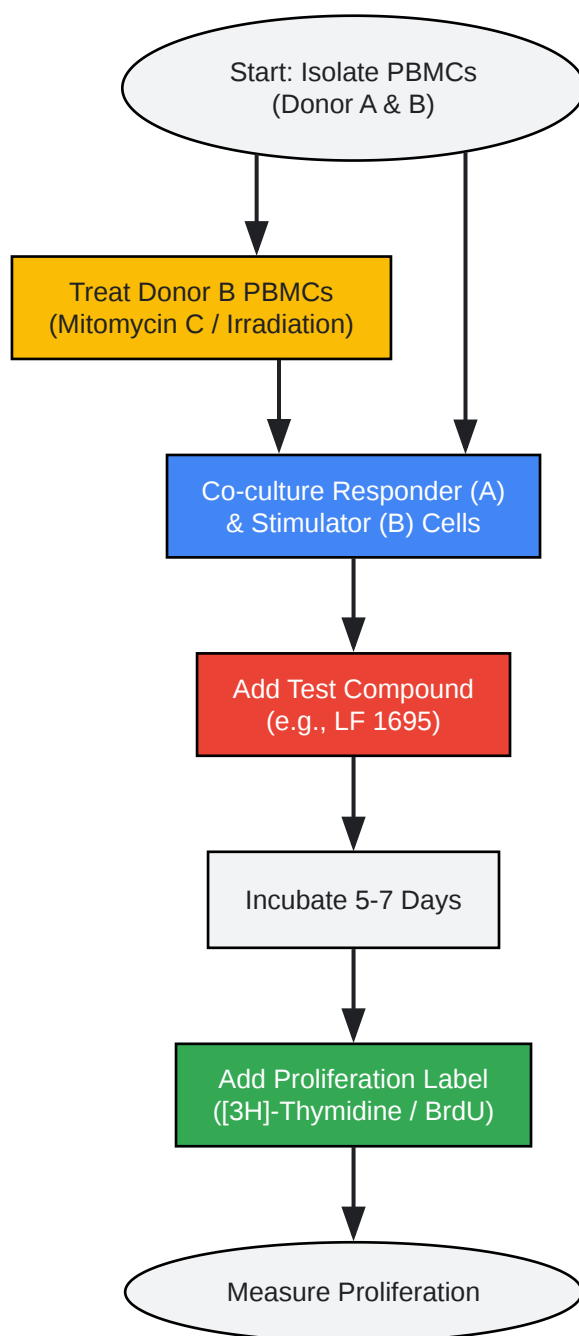 Start: Isolate PBMCs
(Donor A & B)
Treat Donor B PBMCs
(Mitomycin C / Irradiation)
Co-culture Responder (A)
& Stimulator (B) Cells
Add Test Compound
(e.g., LF 1695)
Incubate 5-7 Days
Add Proliferation Label
([3H]-Thymidine / BrdU)
Measure Proliferation